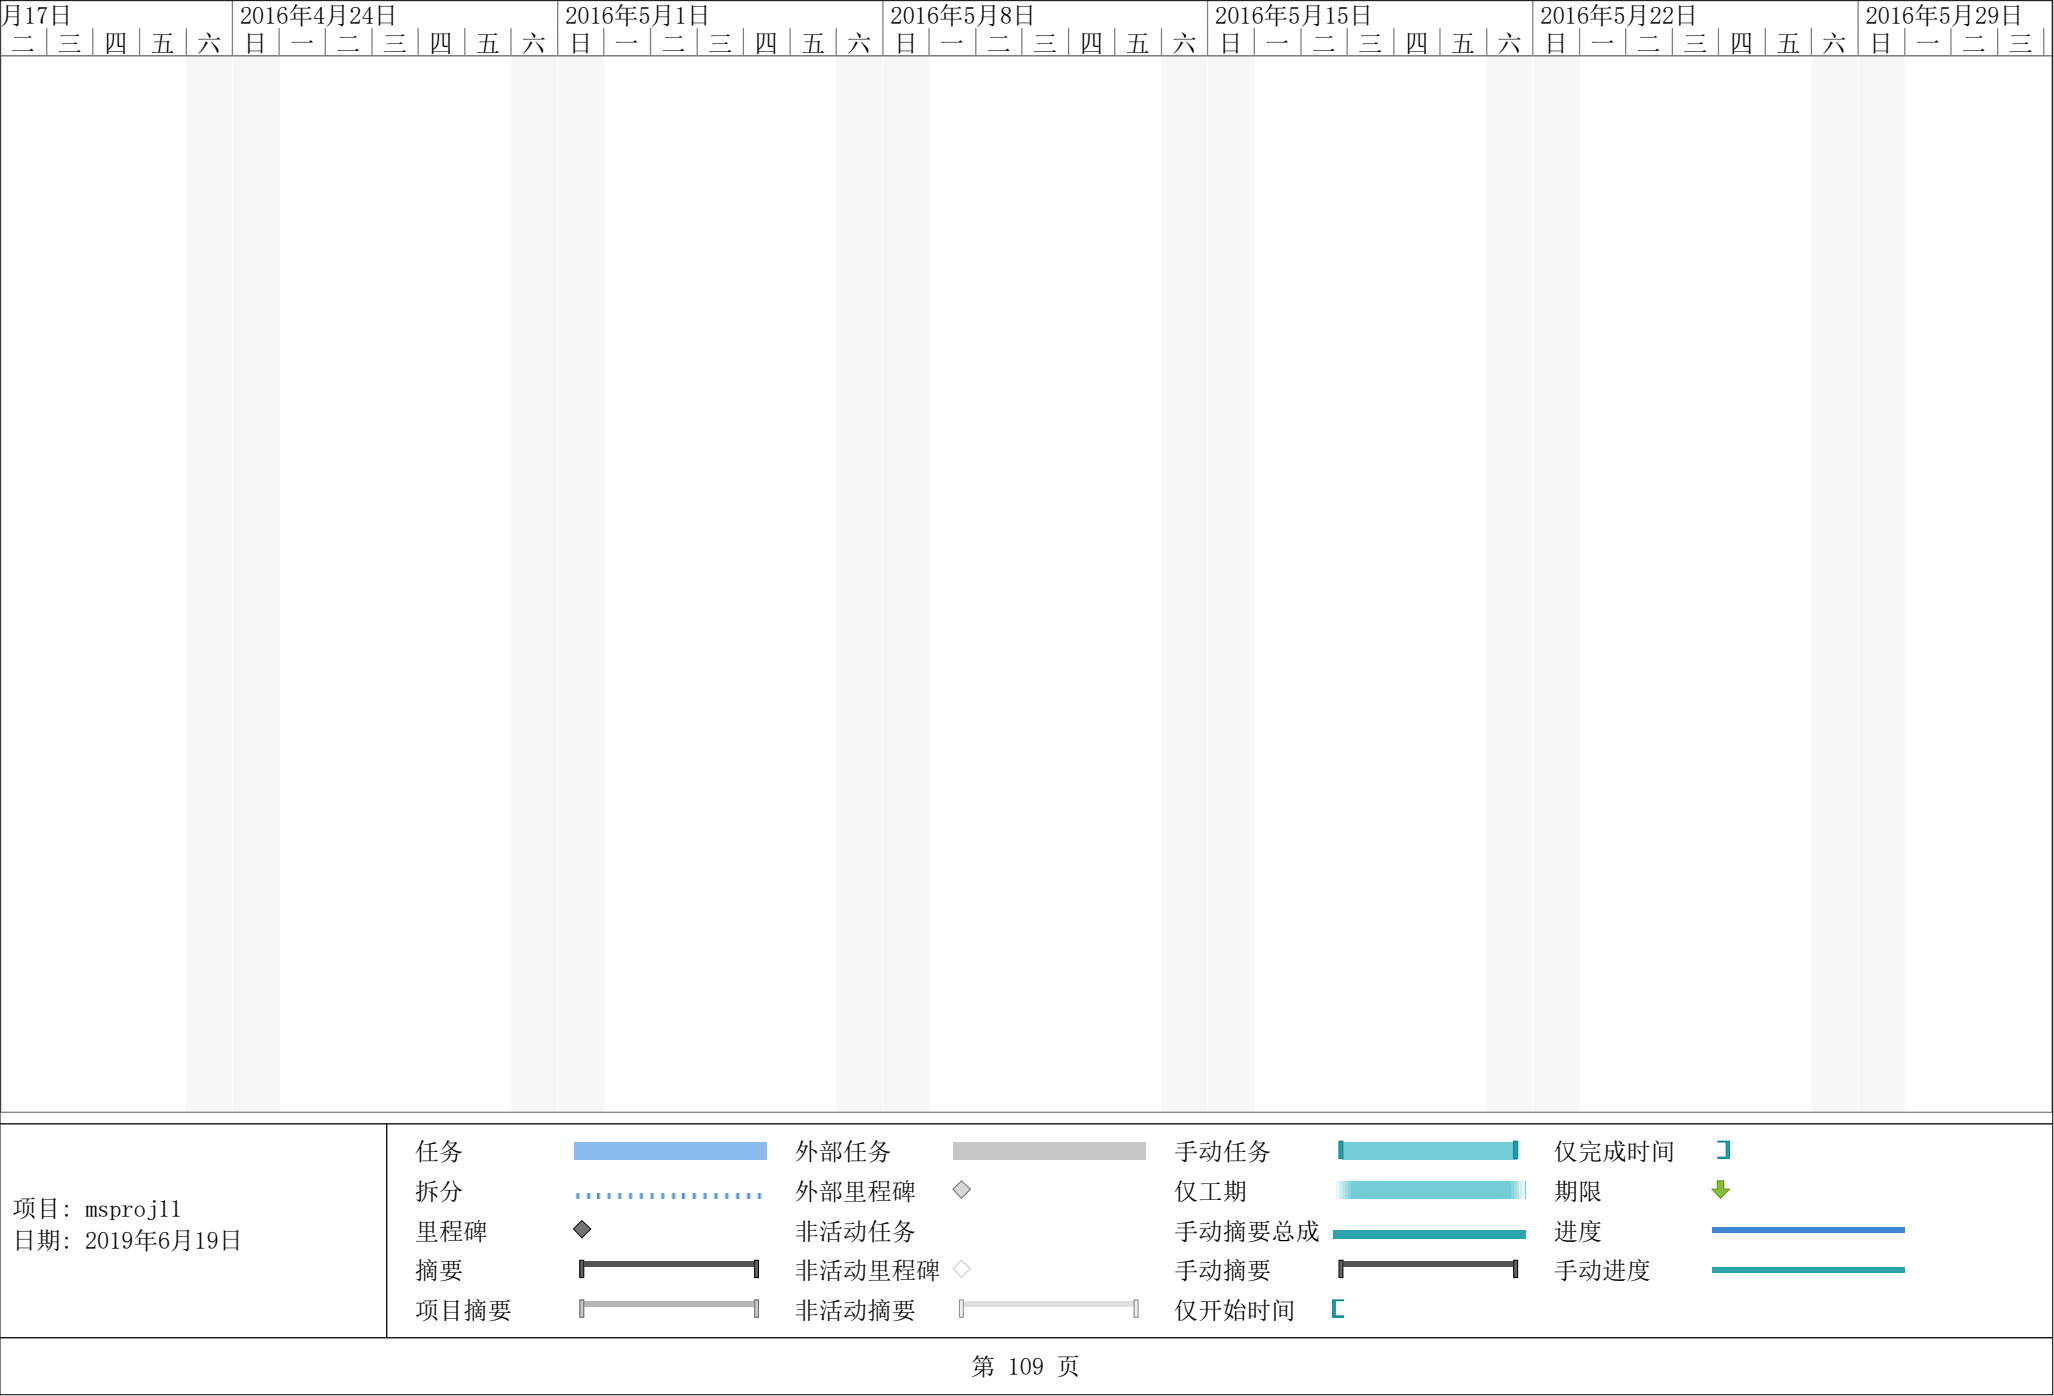 月17日 2016年4月24日 2016年5月1日 2016年5月8日 2016年5月15日 2016年5月22日 2016年5月29日
二 三 四 五 六 日 一 二 三 四 五 六 日 一 二 三 四 五 六 日 一 二 三 四 五 六 日 一 二 三 四 五 六 日 一 二 三 四 五 六 日 一 二 三
项目: msproj11
日期: 2019年6月19日
任务 外部任务 手动任务 仅完成时间
拆分 外部里程碑 仅工期 期限
里程碑 非活动任务 手动摘要总成 进度
摘要 非活动里程碑 手动摘要 手动进度
项目摘要 非活动摘要 仅开始时间
第 109 页